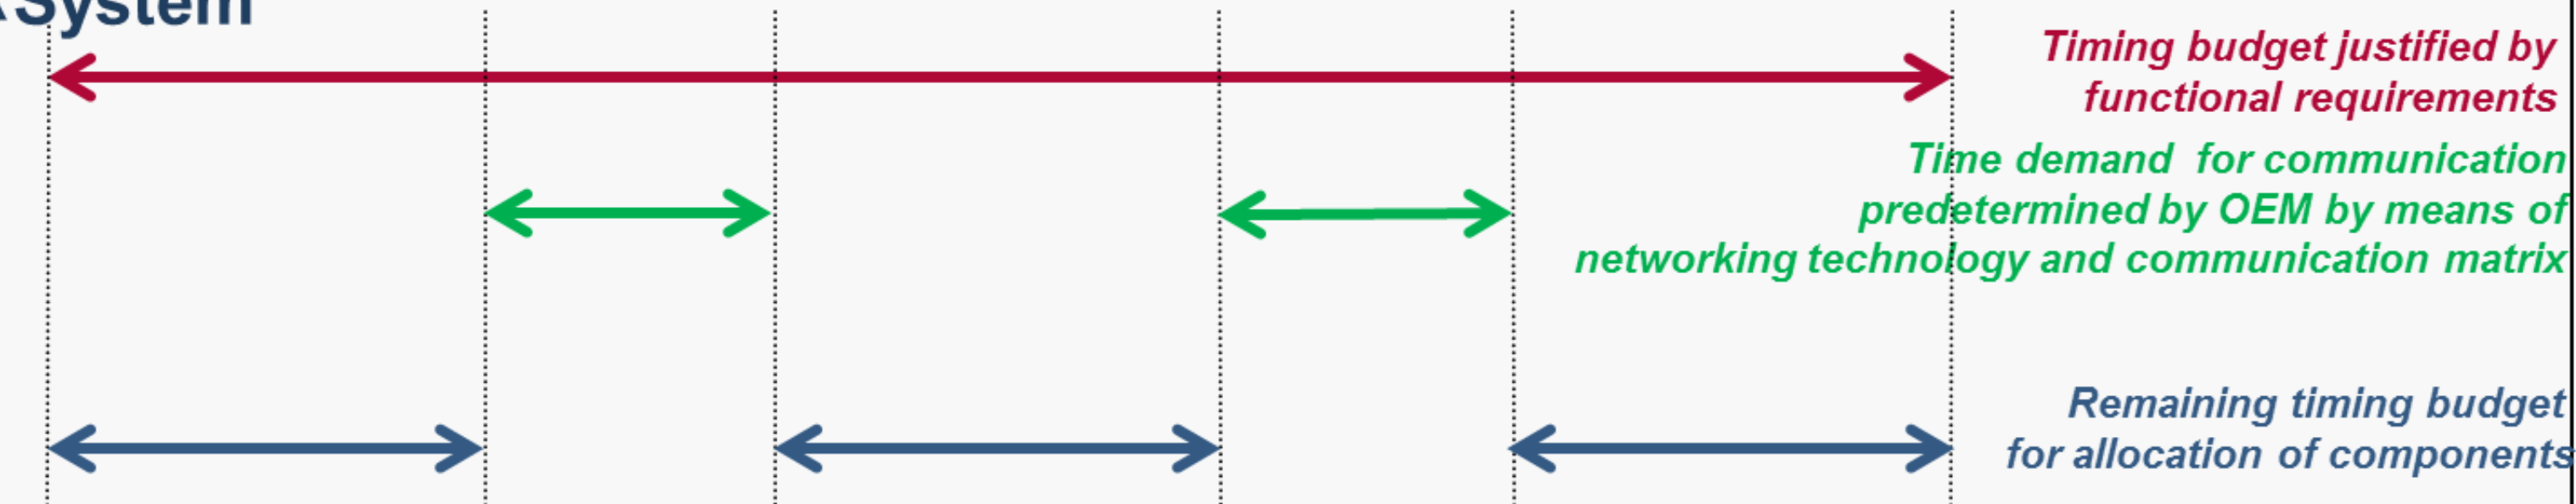 System
Timing budget justified by
functional requirements
Time demand for communication
predetermined by OEM by means of
networking technology and communication matrix
Remaining timing budget
for allocation of components